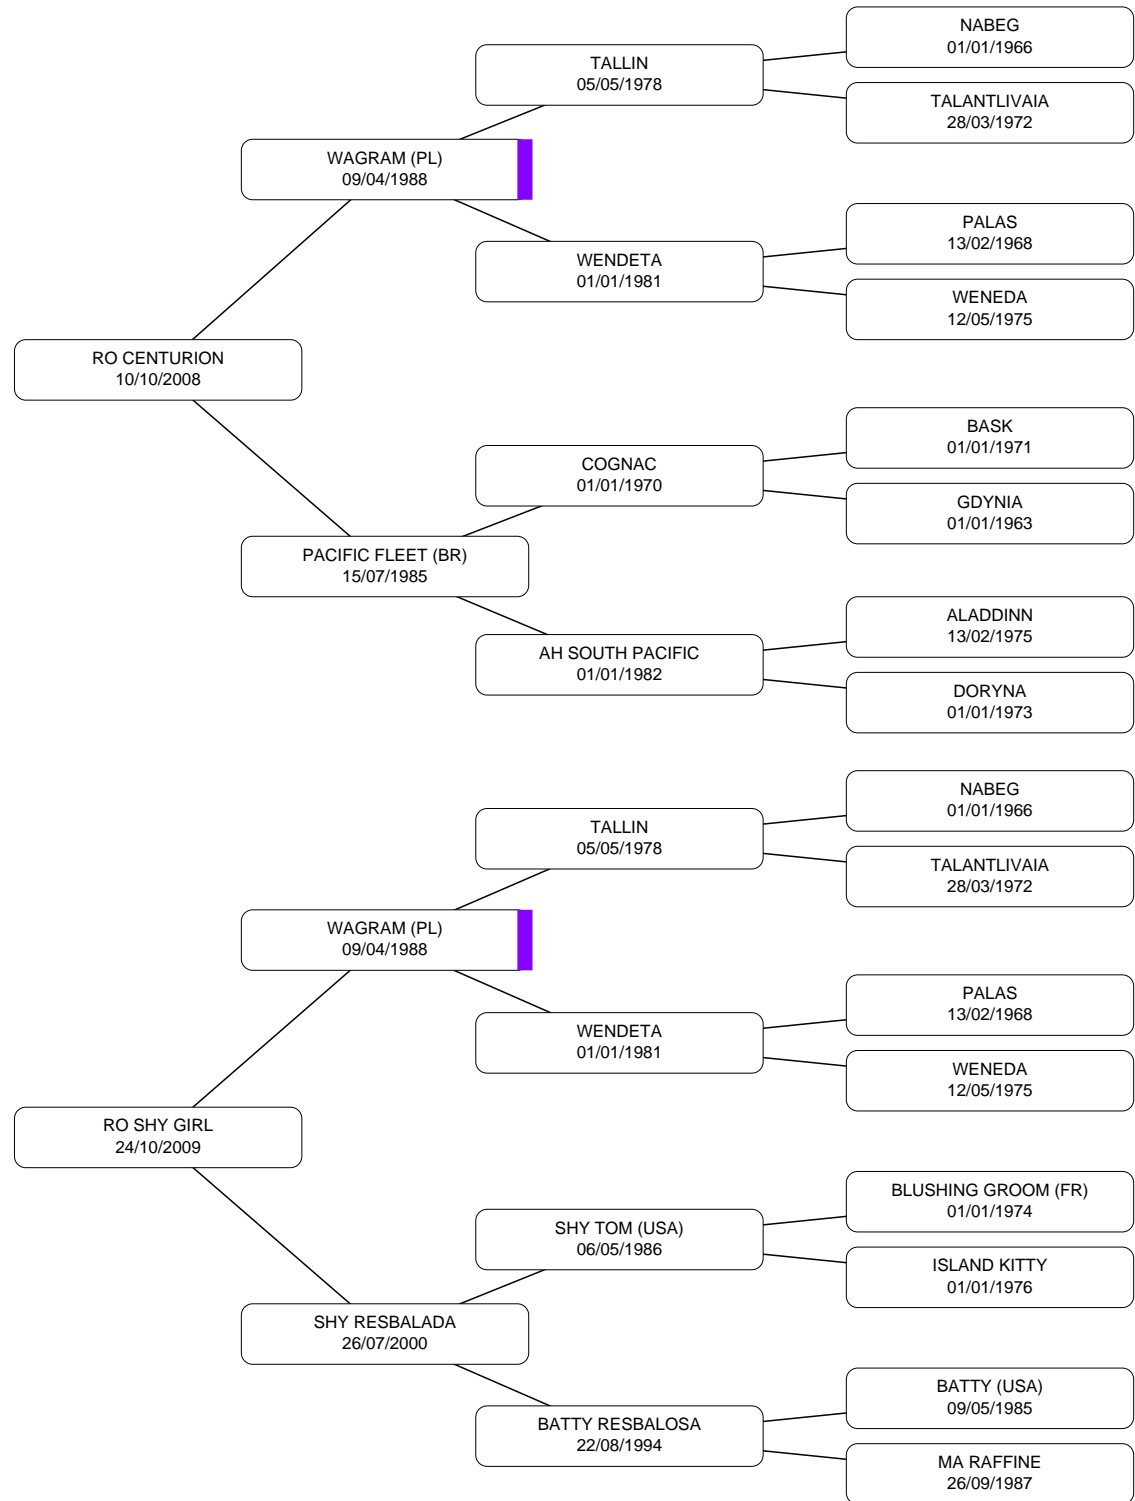 NABEG
01/01/1966
TALLIN
05/05/1978
TALANTLIVAIA
28/03/1972
WAGRAM (PL)
09/04/1988
PALAS
13/02/1968
WENDETA
01/01/1981
WENEDA
12/05/1975
RO CENTURION
10/10/2008
BASK
01/01/1971
COGNAC
01/01/1970
GDYNIA
01/01/1963
PACIFIC FLEET (BR)
15/07/1985
ALADDINN
13/02/1975
AH SOUTH PACIFIC
01/01/1982
DORYNA
01/01/1973
NABEG
01/01/1966
TALLIN
05/05/1978
TALANTLIVAIA
28/03/1972
WAGRAM (PL)
09/04/1988
PALAS
13/02/1968
WENDETA
01/01/1981
WENEDA
12/05/1975
RO SHY GIRL
24/10/2009
BLUSHING GROOM (FR)
01/01/1974
SHY TOM (USA)
06/05/1986
ISLAND KITTY
01/01/1976
SHY RESBALADA
26/07/2000
BATTY (USA)
09/05/1985
BATTY RESBALOSA
22/08/1994
MA RAFFINE
26/09/1987